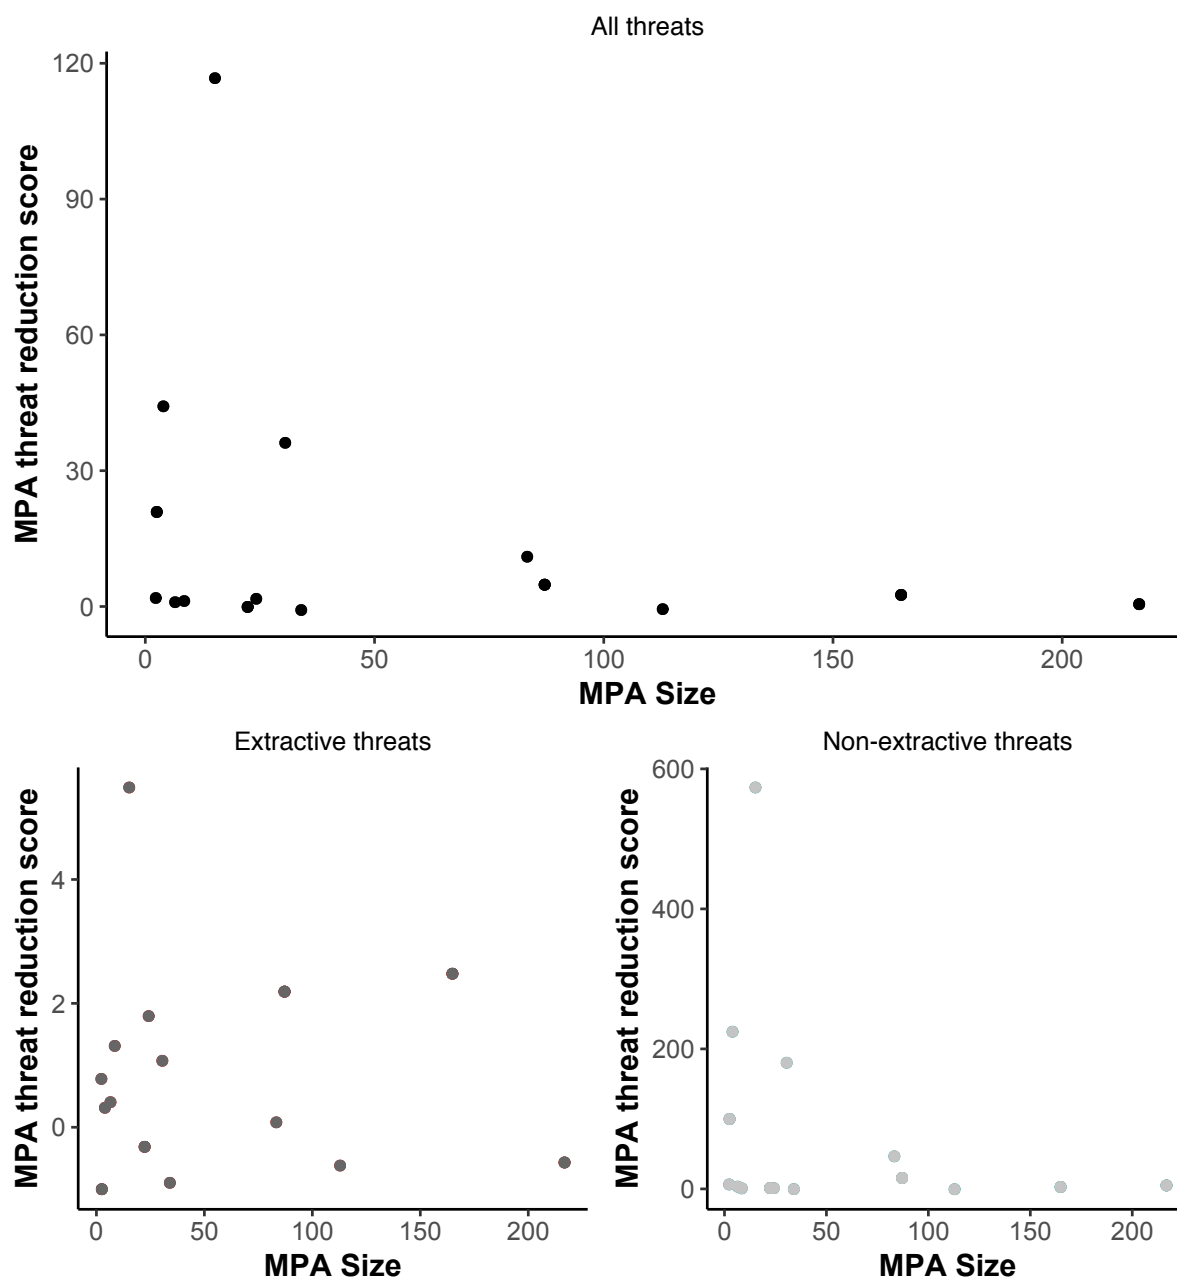 All threats
MPA threat reduction score
120
90
60
30
0
0 50 100 150 200
MPA Size
Extractive threats
MPA threat reduction score
4
2
0
0 50 100 150 200
MPA Size
Non-extractive threats
MPA threat reduction score
600
400
200
0
0 50 100 150 200
MPA Size